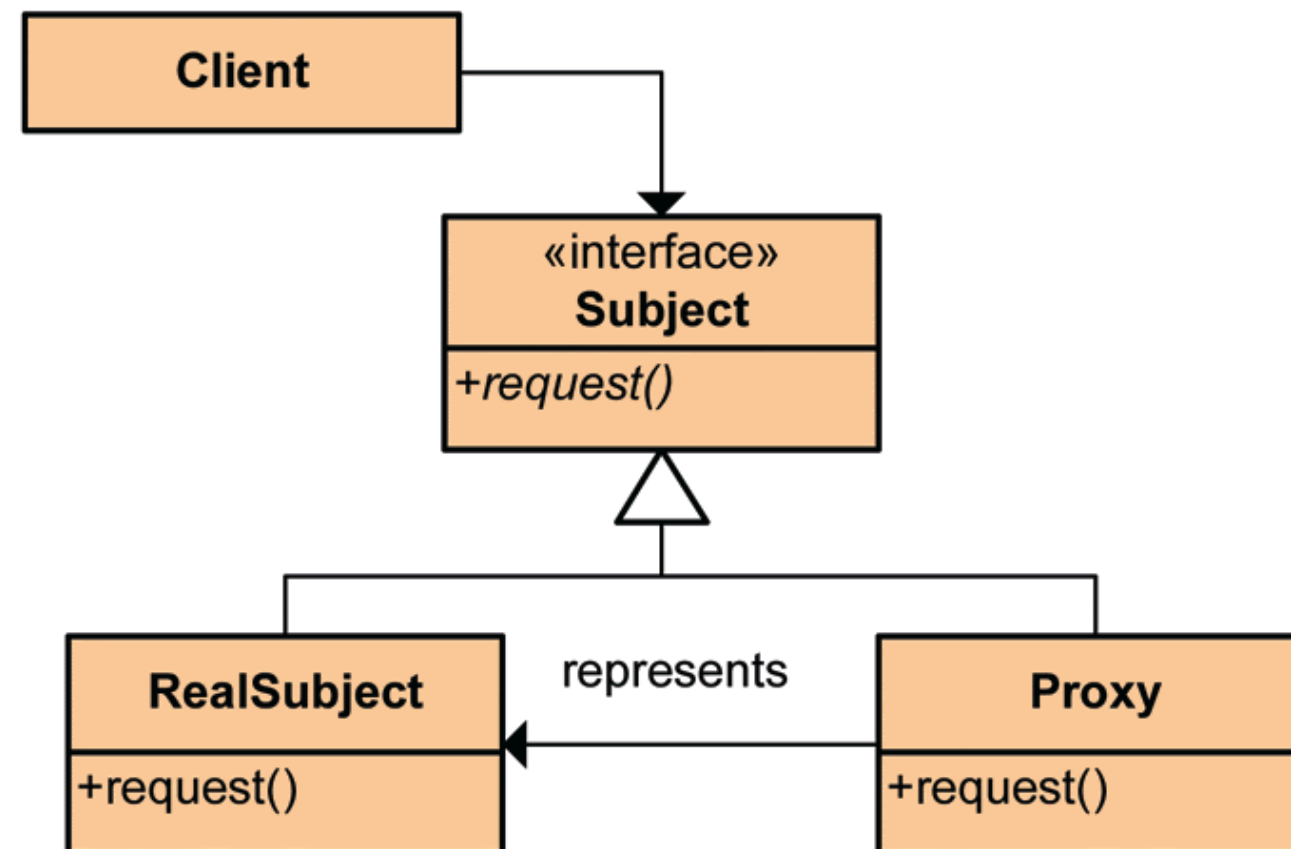 Client
«interface»
Subject
+request()
represents
RealSubject
Proxy
+request()
+request()